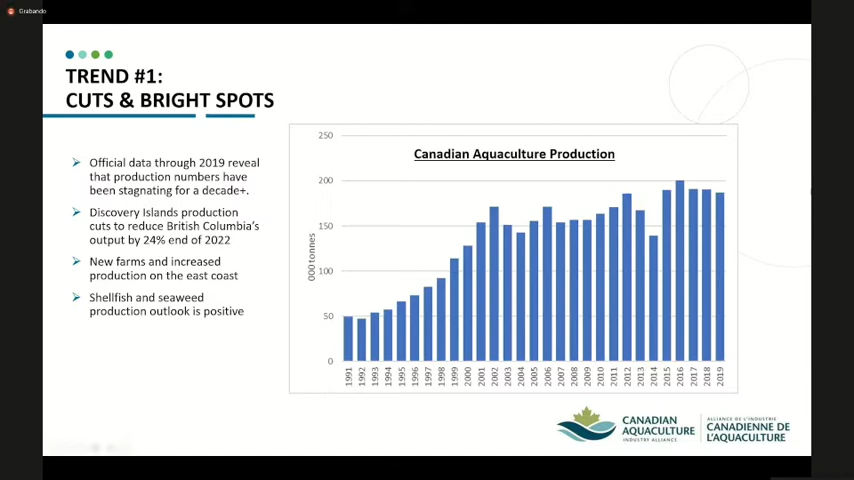 Grabando
TREND #1:
CUTS & BRIGHT SPOTS
Official data through 2019 reveal
that production numbers have
been stagnating for a decade+.
Discovery Islands production
cuts to reduce British Columbia's
output by 24% end of 2022
New farms and increased
production on the east coast
Shellfish and seaweed
production outlook is positive
Canadian Aquaculture Production
000 tonnes
250
200
150
100
50
0
1991 1992 1993 1994 1995 1996 1997 1998 1999 2000 2001 2002 2003 2004 2005 2006 2007 2008 2009 2010 2011 2012 2013 2014 2015 2016 2017 2018 2019
CANADIAN
AQUACULTURE
INDUSTRY ALLIANCE
ALLIANCE DE L'INDUSTRIE
CANADIENNE DE
L'AQUACULTURE